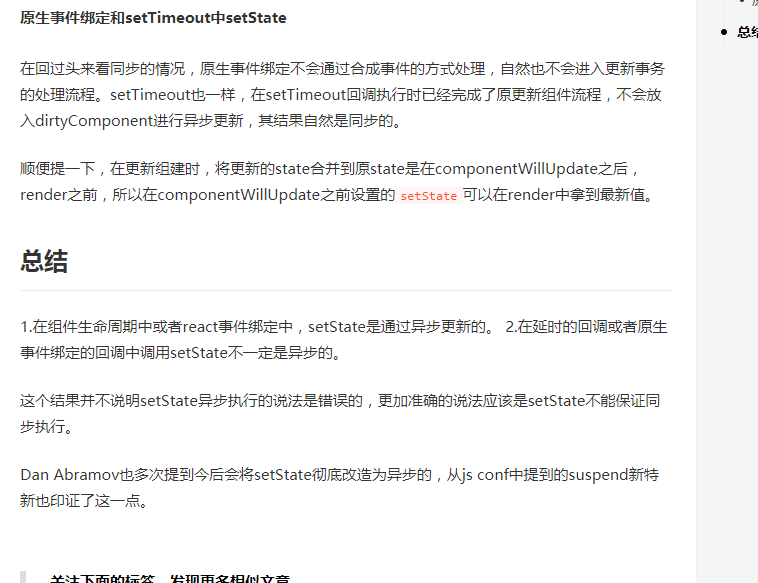 原生事件绑定和setTimeout中setState
在回过头来看同步的情况，原生事件绑定不会通过合成事件的方式处理，自然也不会进入更新事务
的处理流程。setTimeout也一样，在setTimeout回调执行时已经完成了原更新组件流程，不会放
入dirtyComponent进行异步更新，其结果自然是同步的。
顺便提一下，在更新组建时，将更新的state合并到原state是在componentWillUpdate之后，
render之前，所以在componentWillUpdate之前设置的 setState 可以在render中拿到最新值。
总结
1.在组件生命周期中或者react事件绑定中，setState是通过异步更新的。 2.在延时的回调或者原生
事件绑定的回调中调用setState不一定是异步的。
这个结果并不说明setState异步执行的说法是错误的，更加准确的说法应该是setState不能保证同
步执行。
Dan Abramov也多次提到今后会将setState彻底改造为异步的，从js conf中提到的suspend新特
新也印证了这一点。
关注下面的标签，发现更多相似文章
总结